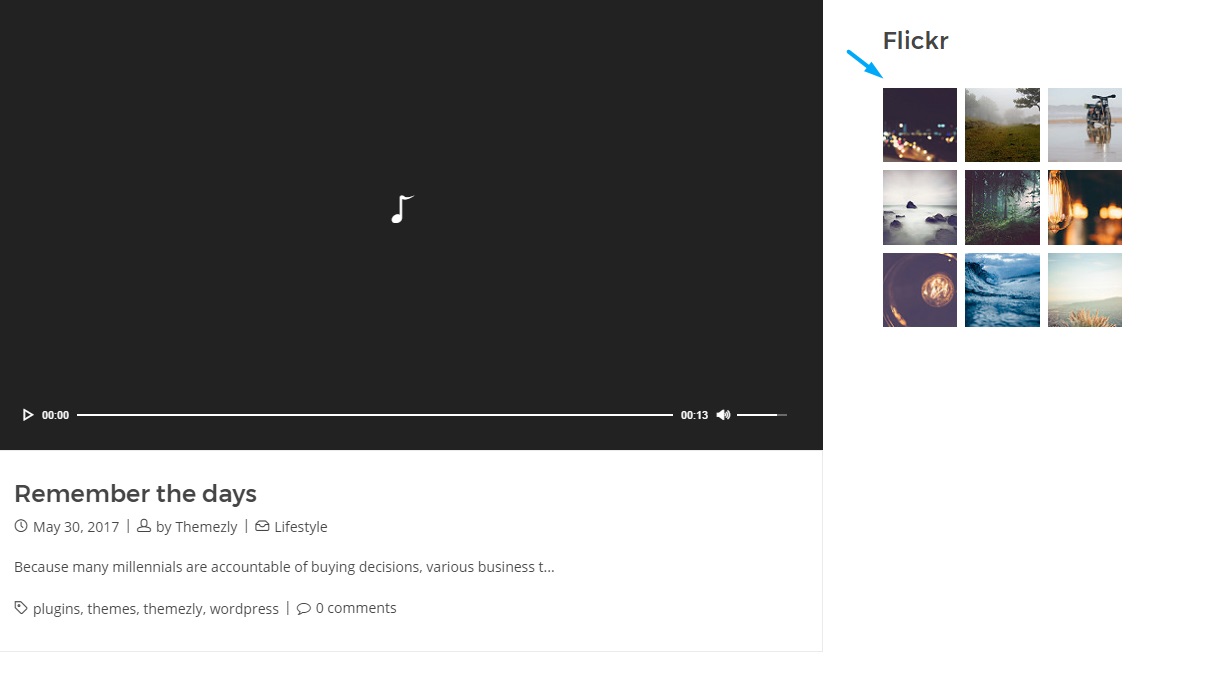 Flickr
00:00
00:13
Remember the days
May 30, 2017 | by Themezly | Lifestyle
Because many millennials are accountable of buying decisions, various business t...
plugins, themes, themezly, wordpress | 0 comments